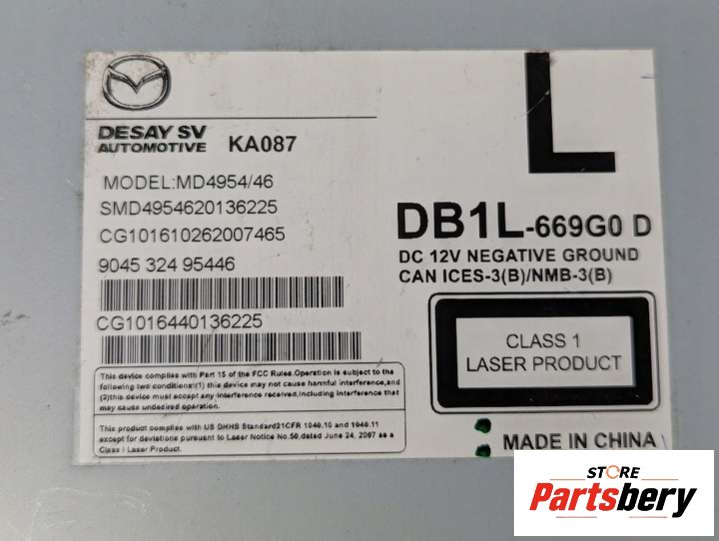 DESAY SV
AUTOMOTIVE KA087
MODEL:MD4954/46
SMD4954620136225
CG101610262007465
9045 324 95446
CG1016440136225
This device complies with Part 15 of the FCC Rules.Operation is subject to the
following two conditions:(1) this device may not cause harmful interference,and
(2)this device must accept any interference received,including interference that
may cause undesired operation.
This product complies with US DHHS Standard21CFR 1040.10 and 1040.11
except for deviations pursuant to Laser Notice No.50,dated June 24, 2007 as a
Class I Laser Product.
L
DB1L-669G0 D
DC 12V NEGATIVE GROUND
CAN ICES-3(B)/NMB-3(B)
CLASS 1
LASER PRODUCT
MADE IN CHINA
STORE
Partsbery